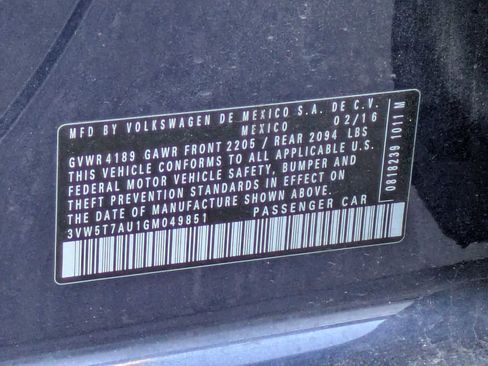 MFD BY VOLKSWAGEN DE MEXICO S.A. DE C.V.
MEXICO 02/16
GVWR 4189 GAWR FRONT 2205 / REAR 2094 LBS
THIS VEHICLE CONFORMS TO ALL APPLICABLE U.S.
FEDERAL MOTOR VEHICLE SAFETY, BUMPER AND
THEFT PREVENTION STANDARDS IN EFFECT ON
THE DATE OF MANUFACTURE SHOWN ABOVE.
3VW5T7AU1GM049851 PASSENGER CAR
0818239 1011 M